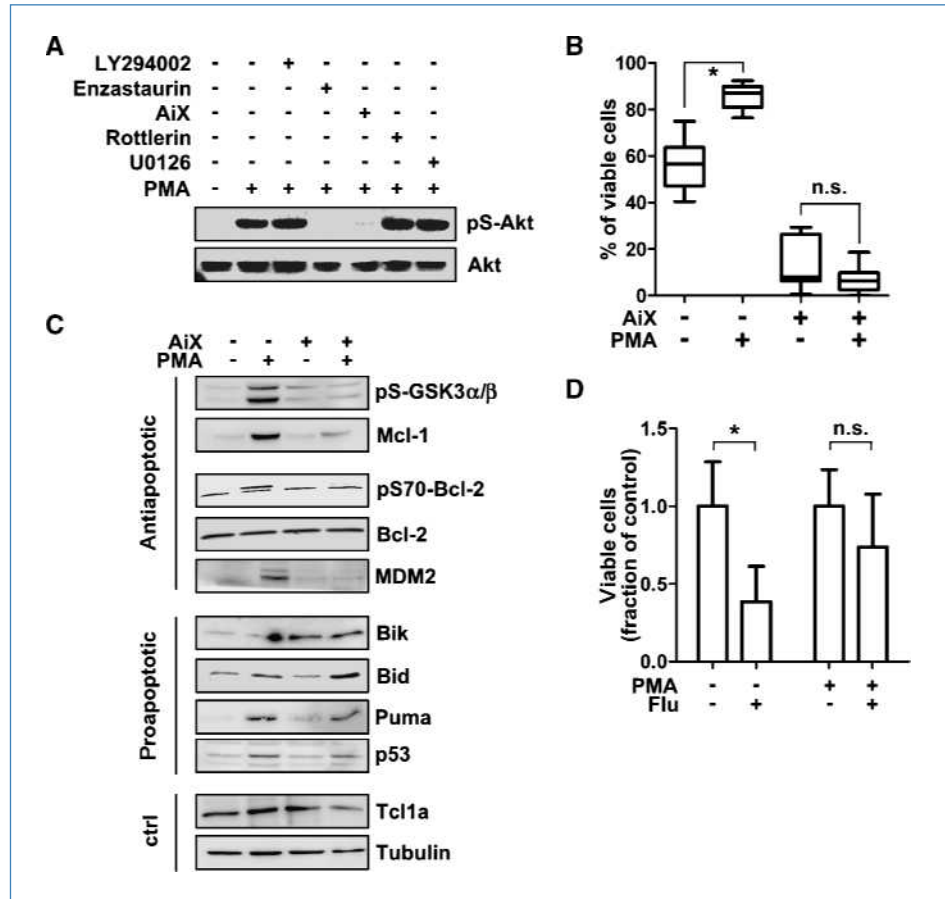 A
LY294002 - - + - - - -
Enzastaurin - - - + - - -
AiX - - - - + - -
Rottlerin - - - - - + -
U0126 - - - - - - +
PMA - + + + + + +
pS-Akt
Akt
B
% of viable cells
100
80
60
40
20
0
*
n.s.
AiX - - + +
PMA - + - +
C
AiX - - + +
PMA - + - +
Antiapoptotic
pS-GSK3α/β
Mcl-1
pS70-Bcl-2
Bcl-2
MDM2
Proapoptotic
Bik
Bid
Puma
p53
ctrl
Tcl1a
Tubulin
D
Viable cells
(fraction of control)
1.5
1.0
0.5
0.0
*
n.s.
PMA - - + +
Flu - + - +